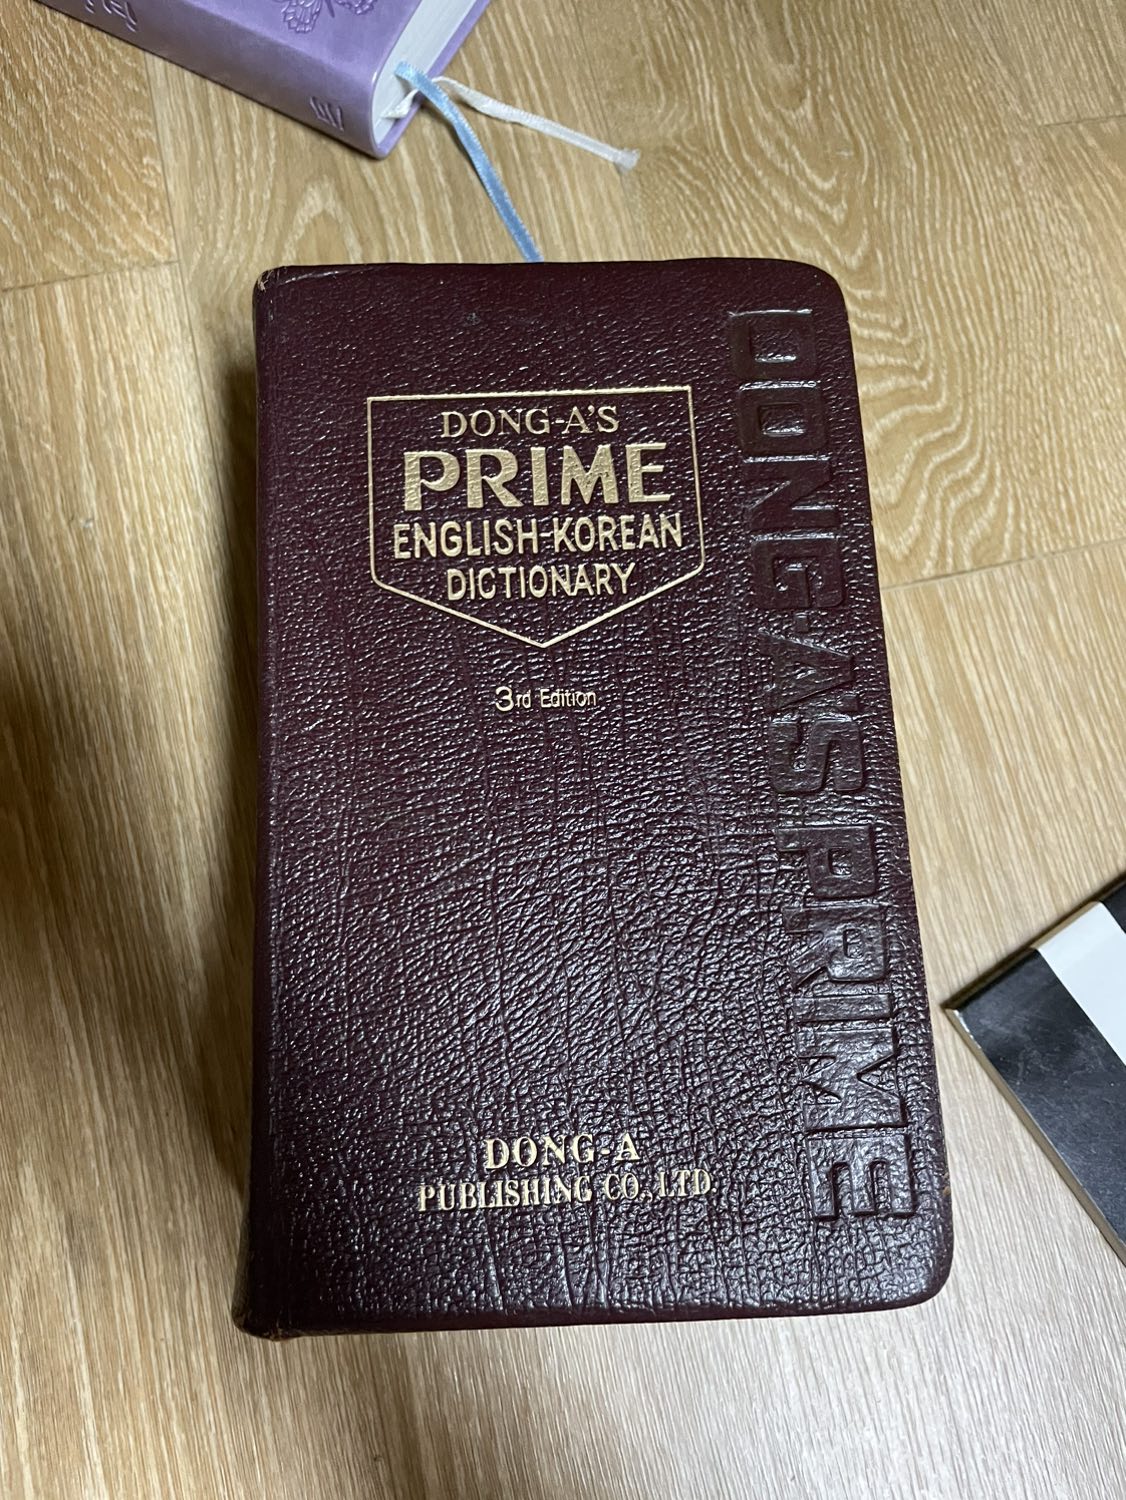 DONG-A'S
PRIME
ENGLISH-KOREAN
DICTIONARY
3rd Edition
DONG-A'S PRIME
DONG-A
PUBLISHING CO., LTD